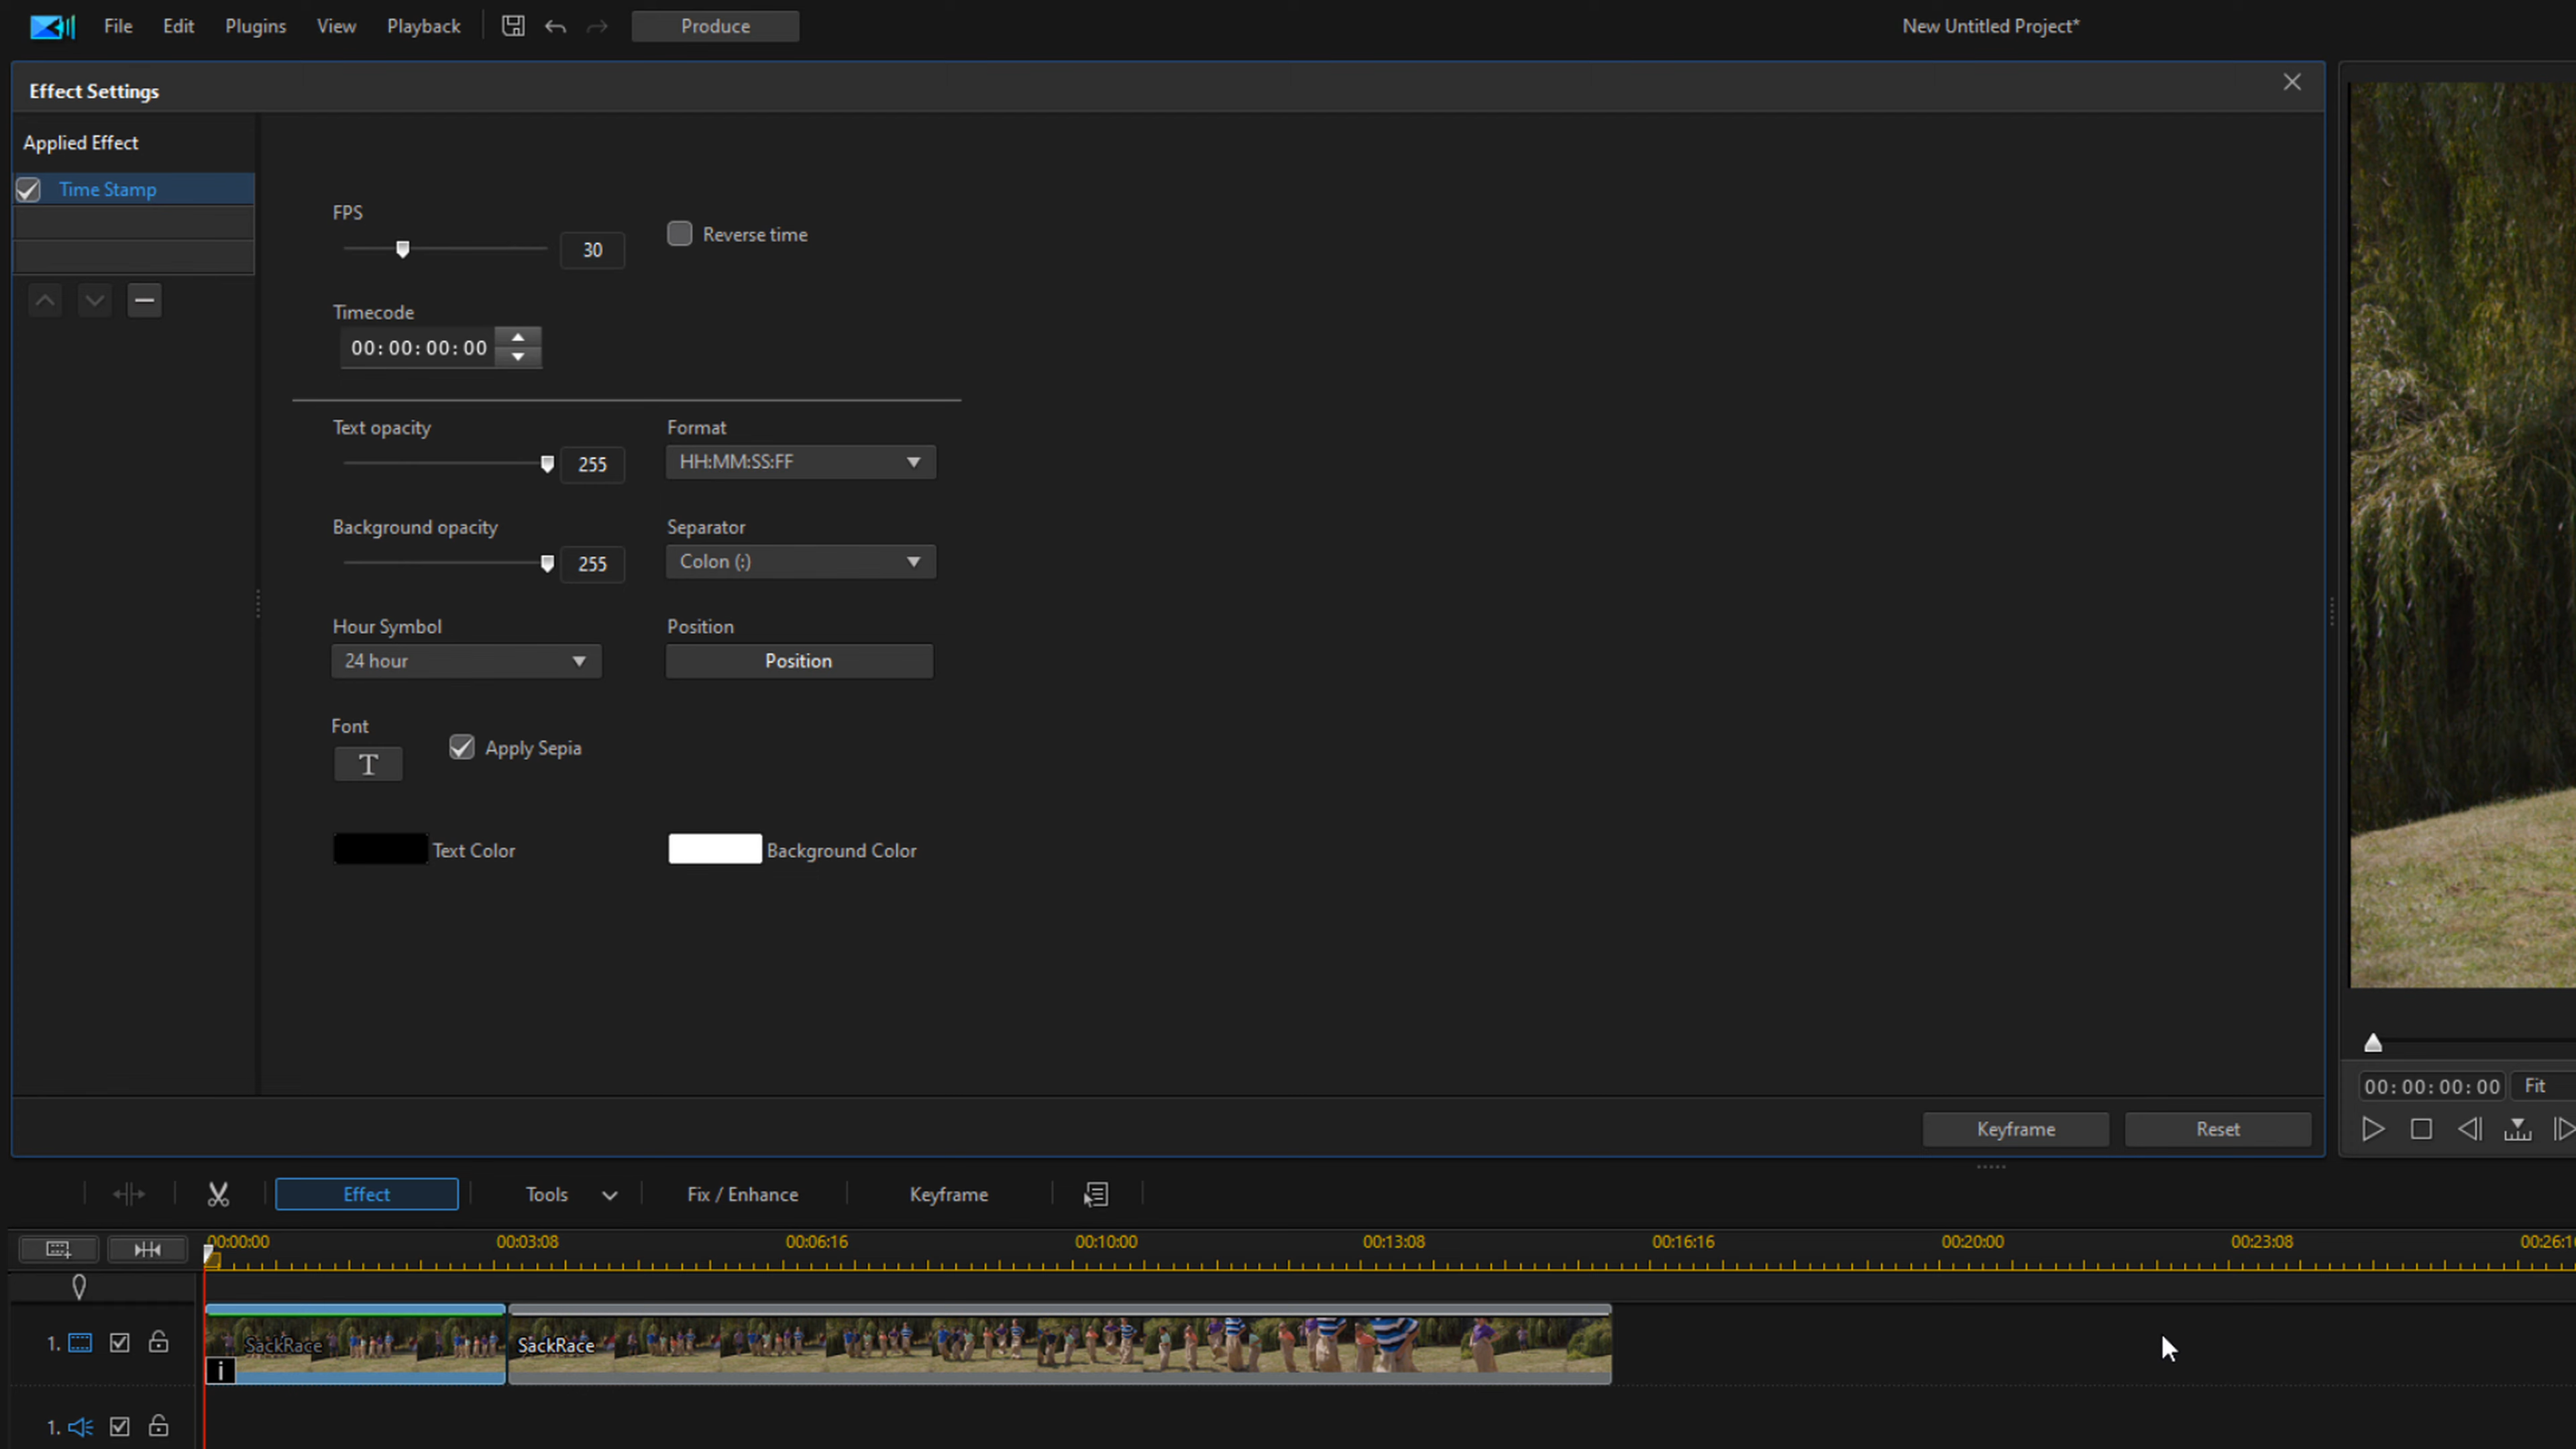 File Edit Plugins View Playback Produce New Untitled Project*
Effect Settings
Applied Effect
Time Stamp
FPS
30 Reverse time
Timecode
00:00:00:00
Text opacity Format
255 HH:MM:SS:FF
Background opacity Separator
255 Colon (:)
Hour Symbol Position
24 hour Position
Font
T Apply Sepia
Text Color Background Color
00:00:00:00 Fit
Keyframe Reset
Effect Tools Fix / Enhance Keyframe
00:00:00 00:03:08 00:06:16 00:10:00 00:13:08 00:16:16 00:20:00 00:23:08
1. SackRace SackRace
i
1.